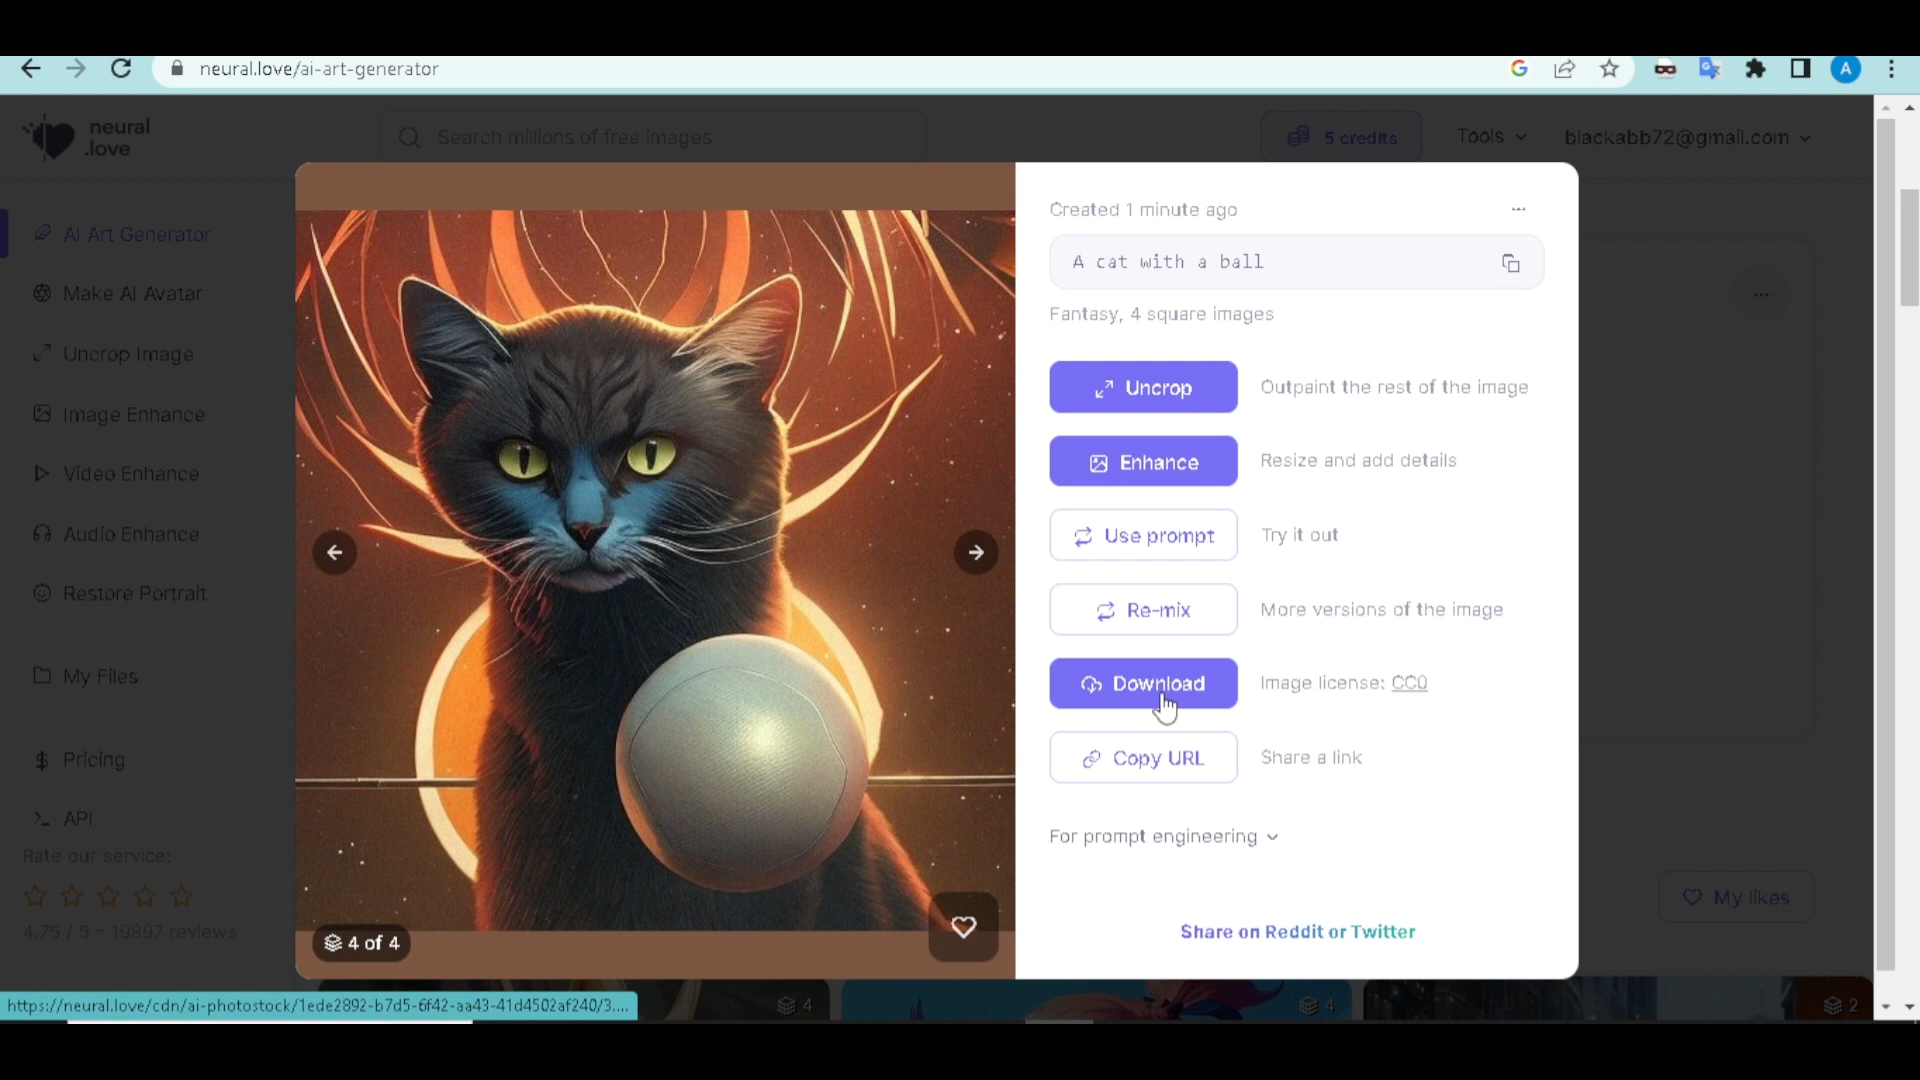 neural.love/ai-art-generator
A
neural
.love
Search millions of free images
5 credits
Tools
blackabb72@gmail.com
AI Art Generator
Make AI Avatar
Uncrop Image
Image Enhance
Video Enhance
Audio Enhance
Restore Portrait
My Files
Pricing
API
Rate our service:
4.75 / 5 – 19897 reviews
4 of 4
Created 1 minute ago
A cat with a ball
Fantasy, 4 square images
Uncrop
Outpaint the rest of the image
Enhance
Resize and add details
Use prompt
Try it out
Re-mix
More versions of the image
Download
Image license: CC0
Copy URL
Share a link
For prompt engineering
Share on Reddit or Twitter
My likes
4
4
2
https://neural.love/cdn/ai-photostock/1ede2892-b7d5-6f42-aa43-41d4502af240/3....